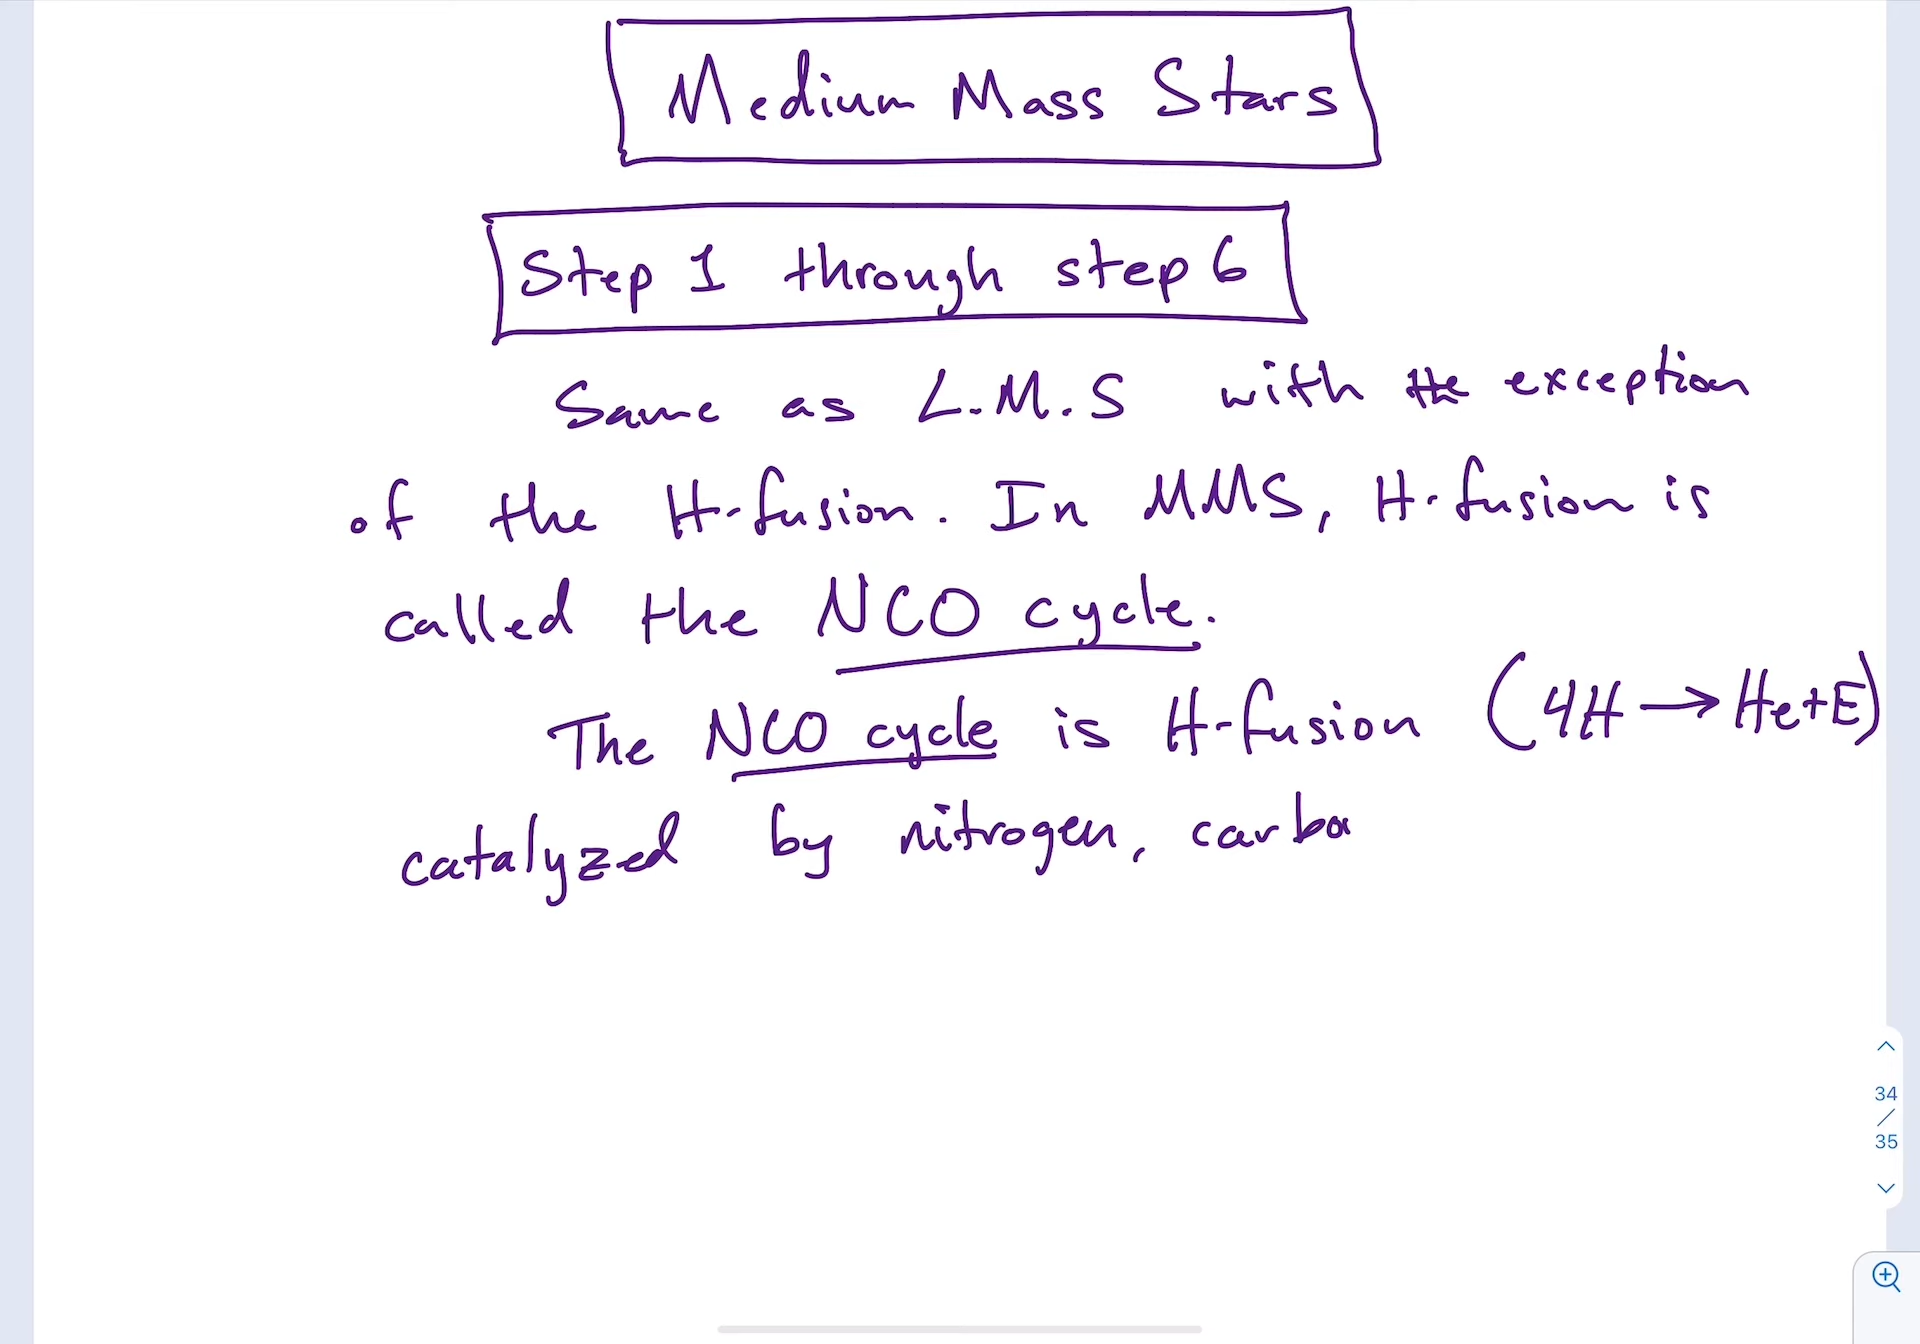 Medium Mass Stars
Step 1 through step 6
Same as L.M.S with the exception
of the H-fusion. In MMS, H-fusion is
called the NCO cycle.
The NCO cycle is H-fusion (4H → He+E)
catalyzed by nitrogen, carbo
34
/
35